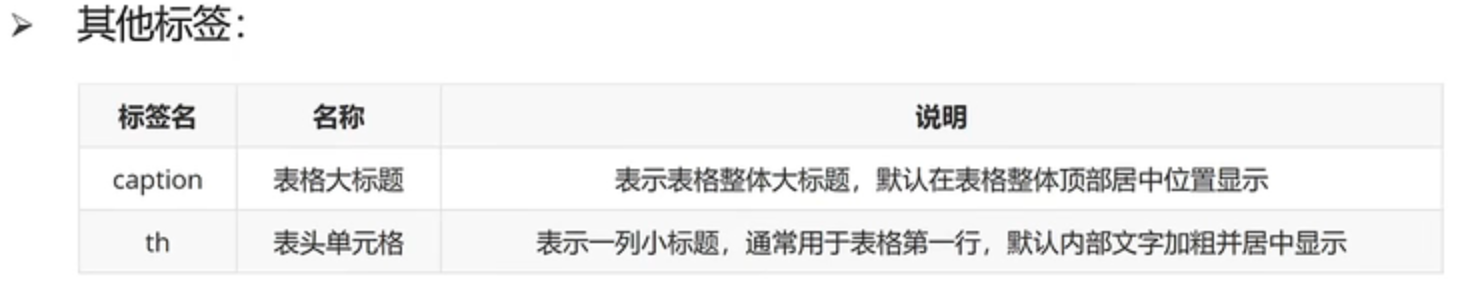 ➢ 其他标签：
标签名 名称 说明
caption 表格大标题 表示表格整体大标题，默认在表格整体顶部居中位置显示
th 表头单元格 表示一列小标题，通常用于表格第一行，默认内部文字加粗并居中显示